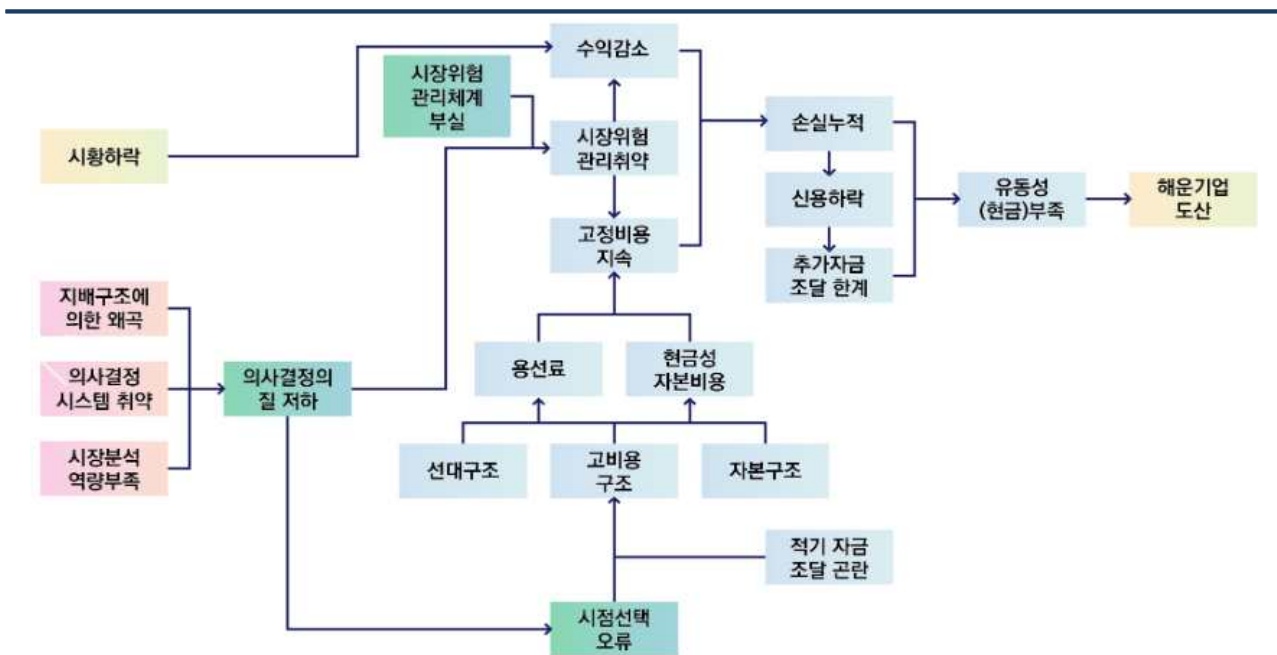 수익감소
시장위험
관리체계
부실
시황하락
시장위험
관리취약
손실누적
신용하락
유동성
(현금)부족
해운기업
도산
고정비용
지속
추가자금
조달 한계
지배구조에
의한 왜곡
의사결정
시스템 취약
의사결정의
질 저하
시장분석
역량부족
용선료
현금성
자본비용
선대구조
고비용
구조
자본구조
적기 자금
조달 곤란
시점선택
오류